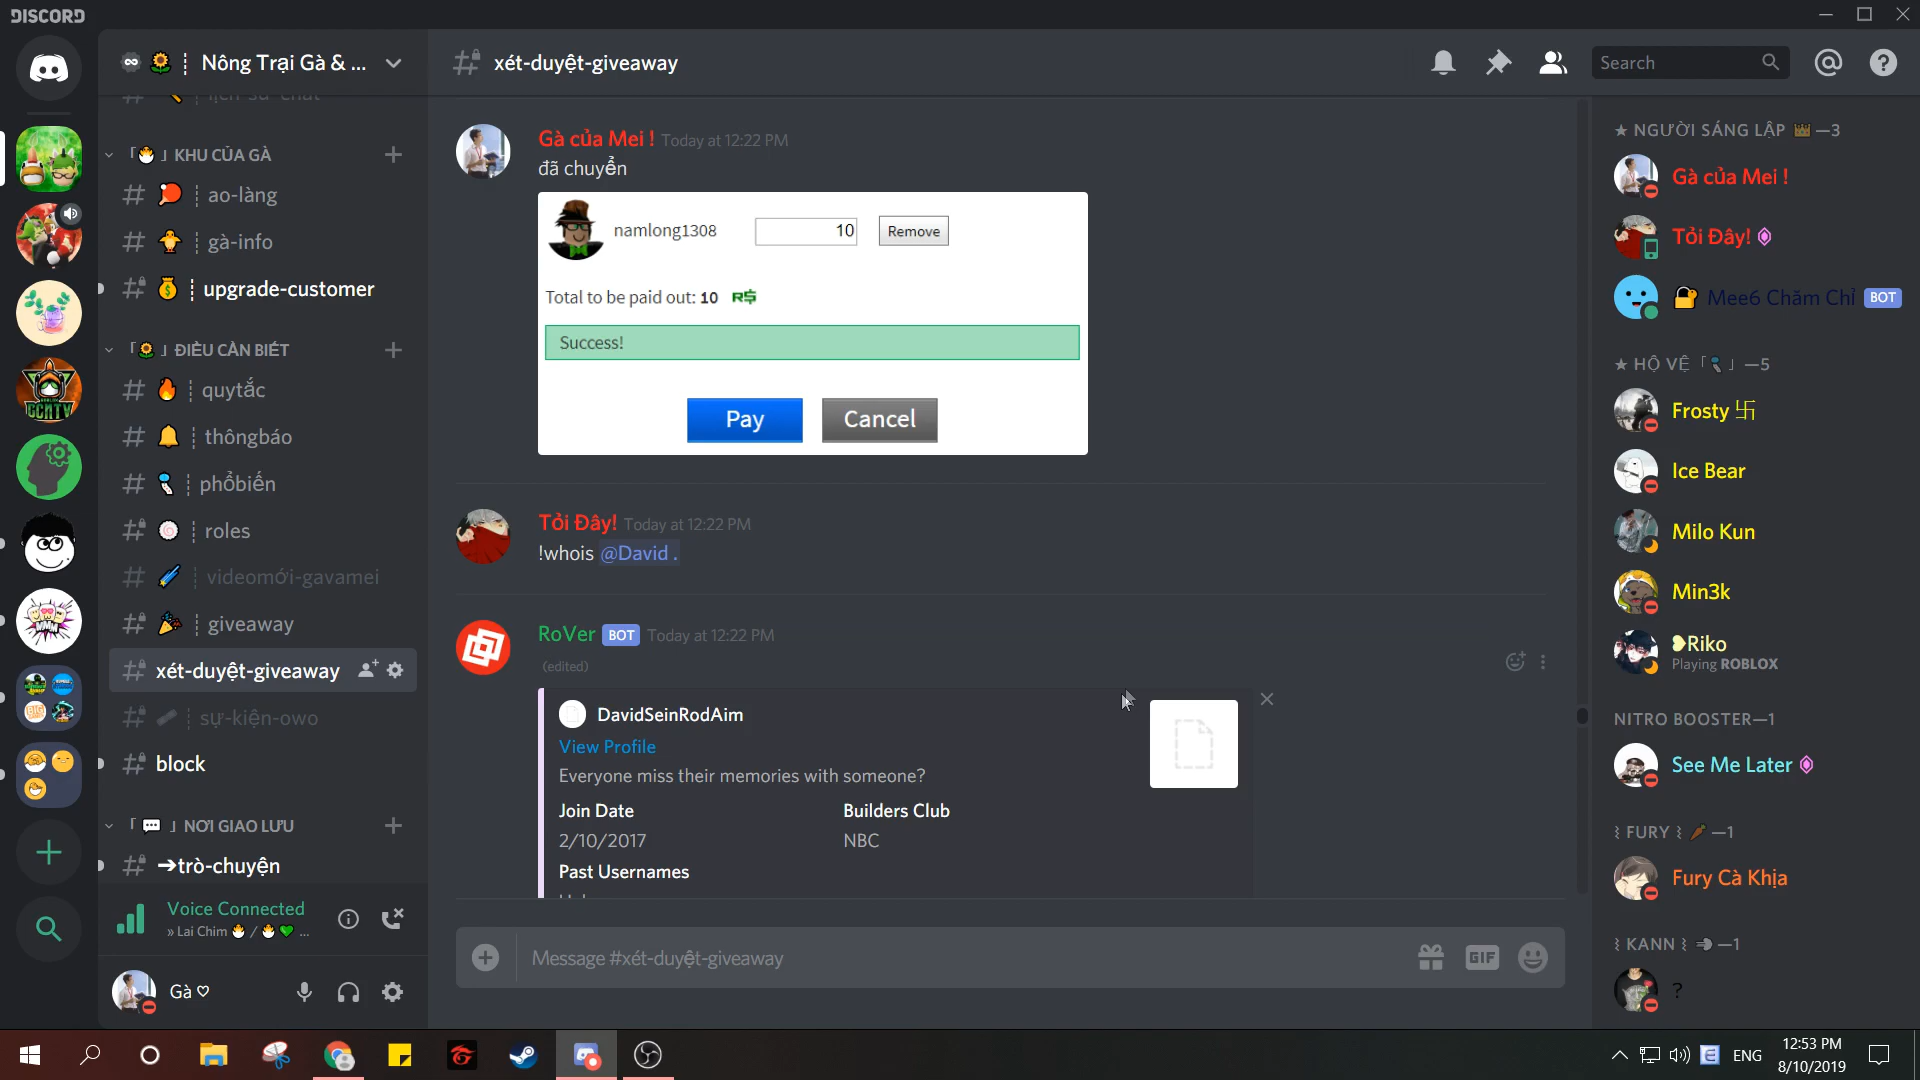 DISCORD
Nông Trại Gà & ...
lịch-sử-chat
「🐣」KHU CỦA GÀ
ao-làng
gà-info
upgrade-customer
「🌻」ĐIỀU CẦN BIẾT
quytắc
thôngbáo
phổbiến
roles
videomới-gavamei
giveaway
xét-duyệt-giveaway
sự-kiện-owo
block
「💬」NƠI GIAO LƯU
➔trò-chuyện
Voice Connected
» Lai Chim 🐣 / 🐣 💚 ...
Gà ♡
xét-duyệt-giveaway
Search
Gà của Mei ! Today at 12:22 PM
đã chuyển
namlong1308 10 Remove
Total to be paid out: 10 R$
Success!
Pay Cancel
Tỏi Đây! Today at 12:22 PM
!whois @David .
RoVer BOT Today at 12:22 PM
(edited)
DavidSeinRodAim
View Profile
Everyone miss their memories with someone?
Join Date Builders Club
2/10/2017 NBC
Past Usernames
Message #xét-duyệt-giveaway
GIF
★ NGƯỜI SÁNG LẬP 👑—3
Gà của Mei !
Tỏi Đây!
Mee6 Chăm Chỉ BOT
★ HỘ VỆ「」—5
Frosty 卐
Ice Bear
Milo Kun
Min3k
❥Riko
Playing ROBLOX
NITRO BOOSTER—1
See Me Later
⌇ FURY ⌇ 🥕—1
Fury Cà Khịa
⌇ KANN ⌇ —1
?
ENG
12:53 PM
8/10/2019